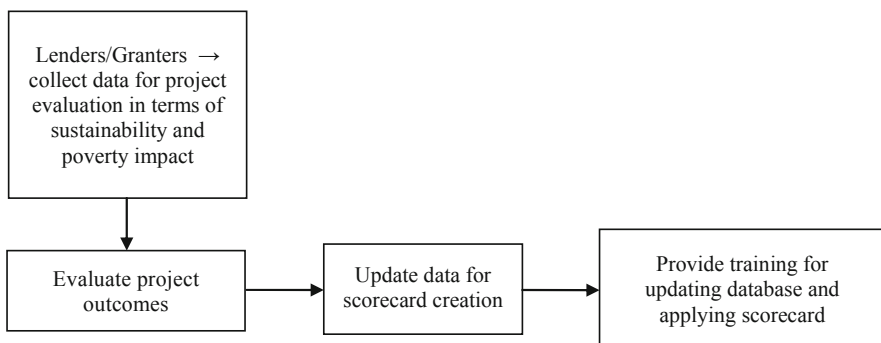 Lenders/Granters →
collect data for project
evaluation in terms of
sustainability and
poverty impact
Evaluate project
outcomes
Update data for
scorecard creation
Provide training for
updating database and
applying scorecard